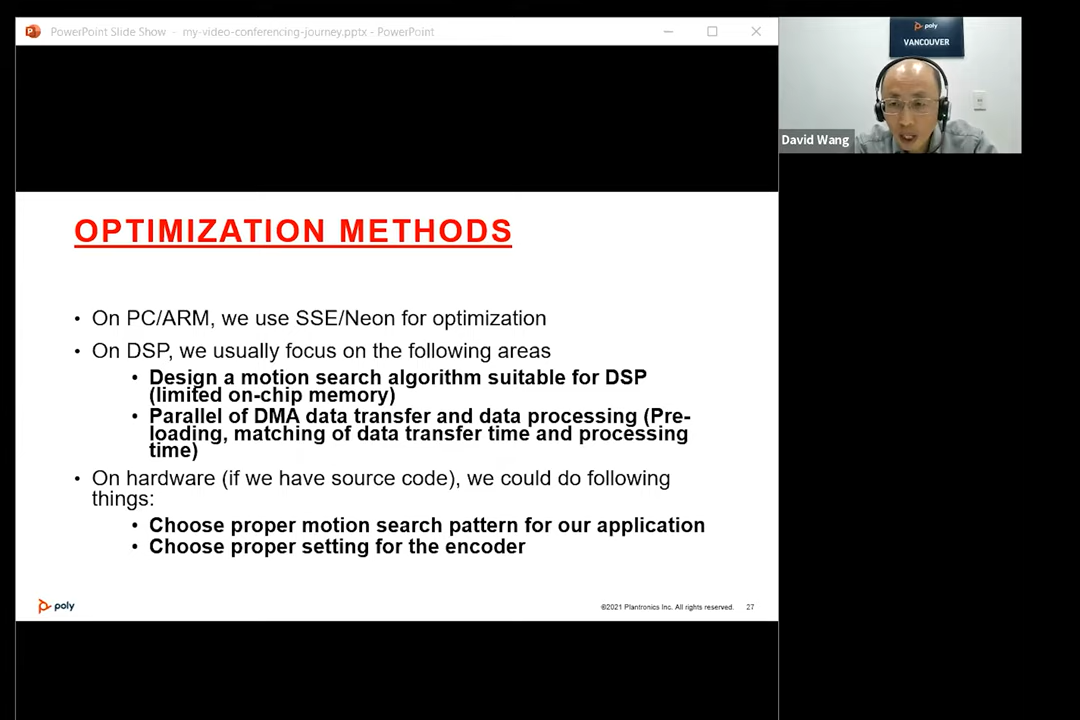 PowerPoint Slide Show - my-video-conferencing-journey.pptx - PowerPoint
poly
VANCOUVER
David Wang
OPTIMIZATION METHODS
• On PC/ARM, we use SSE/Neon for optimization
• On DSP, we usually focus on the following areas
• Design a motion search algorithm suitable for DSP
(limited on-chip memory)
• Parallel of DMA data transfer and data processing (Pre-
loading, matching of data transfer time and processing
time)
• On hardware (if we have source code), we could do following
things:
• Choose proper motion search pattern for our application
• Choose proper setting for the encoder
poly
©2021 Plantronics Inc. All rights reserved. 27